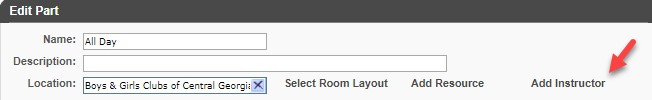 Edit Part
Name: All Day
Description:
Location: Boys & Girls Clubs of Central Georgia Select Room Layout Add Resource Add Instructor